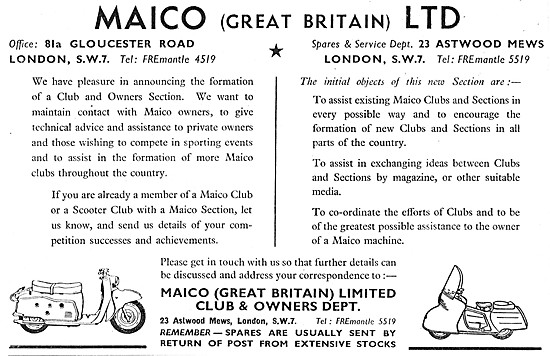 MAICO (GREAT BRITAIN) LTD
Office: 81a GLOUCESTER ROAD
LONDON, S.W.7. Tel: FREmantle 4519
Spares & Service Dept. 23 ASTWOOD MEWS
LONDON, S.W.7. Tel: FREmantle 5519
We have pleasure in announcing the formation
of a Club and Owners Section. We want to
maintain contact with Maico owners, to give
technical advice and assistance to private owners
and those wishing to compete in sporting events
and to assist in the formation of more Maico
clubs throughout the country.
If you are already a member of a Maico Club
or a Scooter Club with a Maico Section, let
us know, and send us details of your com-
petition successes and achievements.
The initial objects of this new Section are :—
To assist existing Maico Clubs and Sections in
every possible way and to encourage the
formation of new Clubs and Sections in all
parts of the country.
To assist in exchanging ideas between Clubs
and Sections by magazine, or other suitable
media.
To co-ordinate the efforts of Clubs and to be
of the greatest possible assistance to the owner
of a Maico machine.
Please get in touch with us so that further details can
be discussed and address your correspondence to :—
MAICO (GREAT BRITAIN) LIMITED
CLUB & OWNERS DEPT.
23 Astwood Mews, London, S.W.7. Tel : FREmantle 5519
REMEMBER — SPARES ARE USUALLY SENT BY
RETURN OF POST FROM EXTENSIVE STOCKS